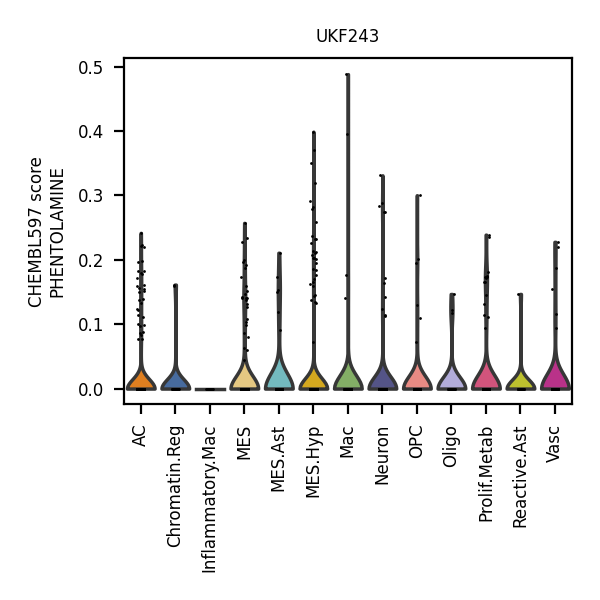 UKF243
CHEMBL597 score
PHENTOLAMINE
0.5
0.4
0.3
0.2
0.1
0.0
AC
Chromatin.Reg
Inflammatory.Mac
MES
MES.Ast
MES.Hyp
Mac
Neuron
OPC
Oligo
Prolif.Metab
Reactive.Ast
Vasc